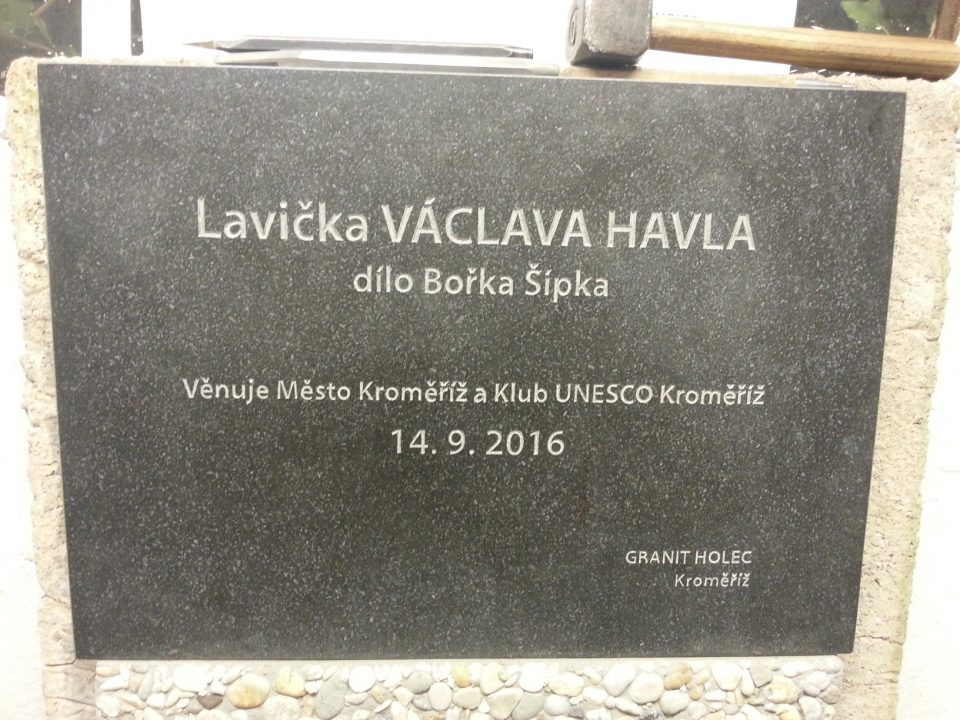 Lavička VÁCLAVA HAVLA
dílo Bořka Šípka
Věnuje Město Kroměříž a Klub UNESCO Kroměříž
14. 9. 2016
GRANIT HOLEC
Kroměříž